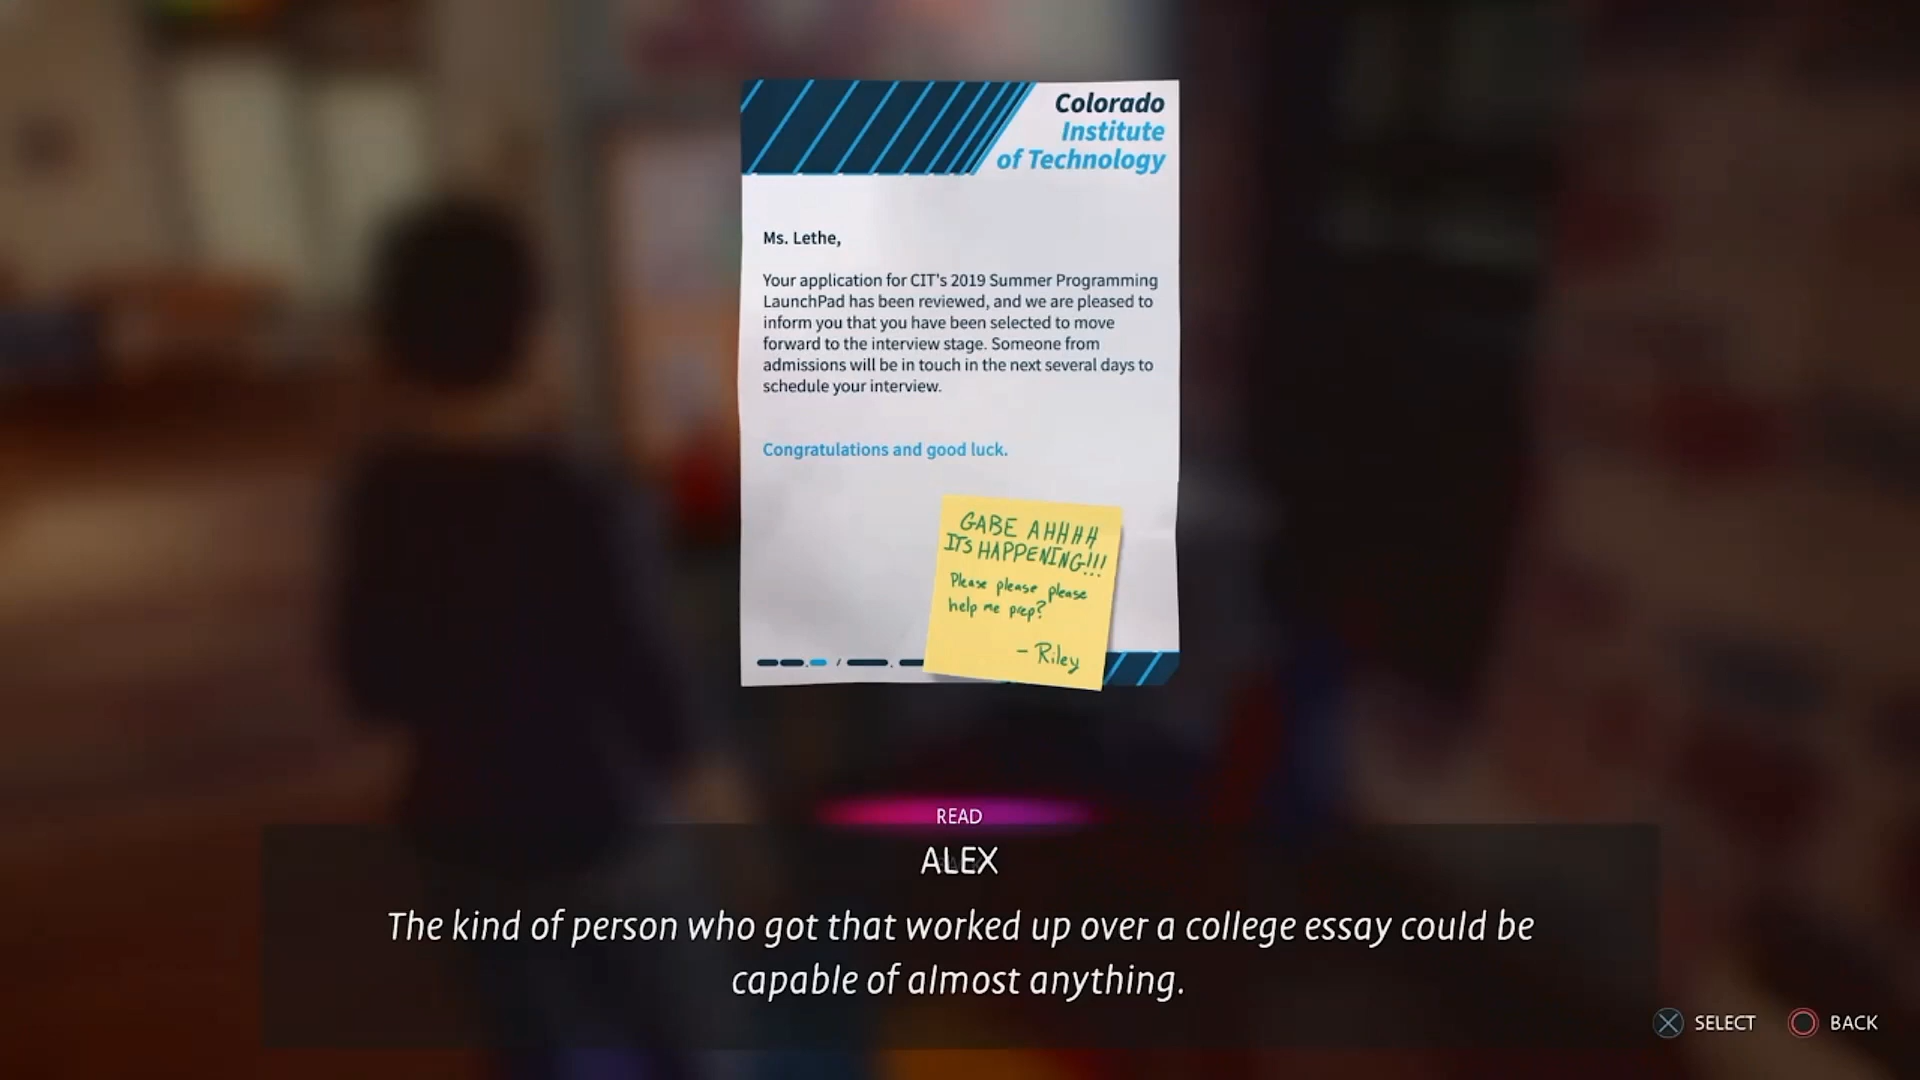 Colorado
Institute
of Technology
Ms. Lethe,
Your application for CIT's 2019 Summer Programming
LaunchPad has been reviewed, and we are pleased to
inform you that you have been selected to move
forward to the interview stage. Someone from
admissions will be in touch in the next several days to
schedule your interview.
Congratulations and good luck.
GABE AHHHH
ITS HAPPENING!!!
Please please please
help me prep?
- Riley
READ
ALEX
The kind of person who got that worked up over a college essay could be
capable of almost anything.
SELECT
BACK